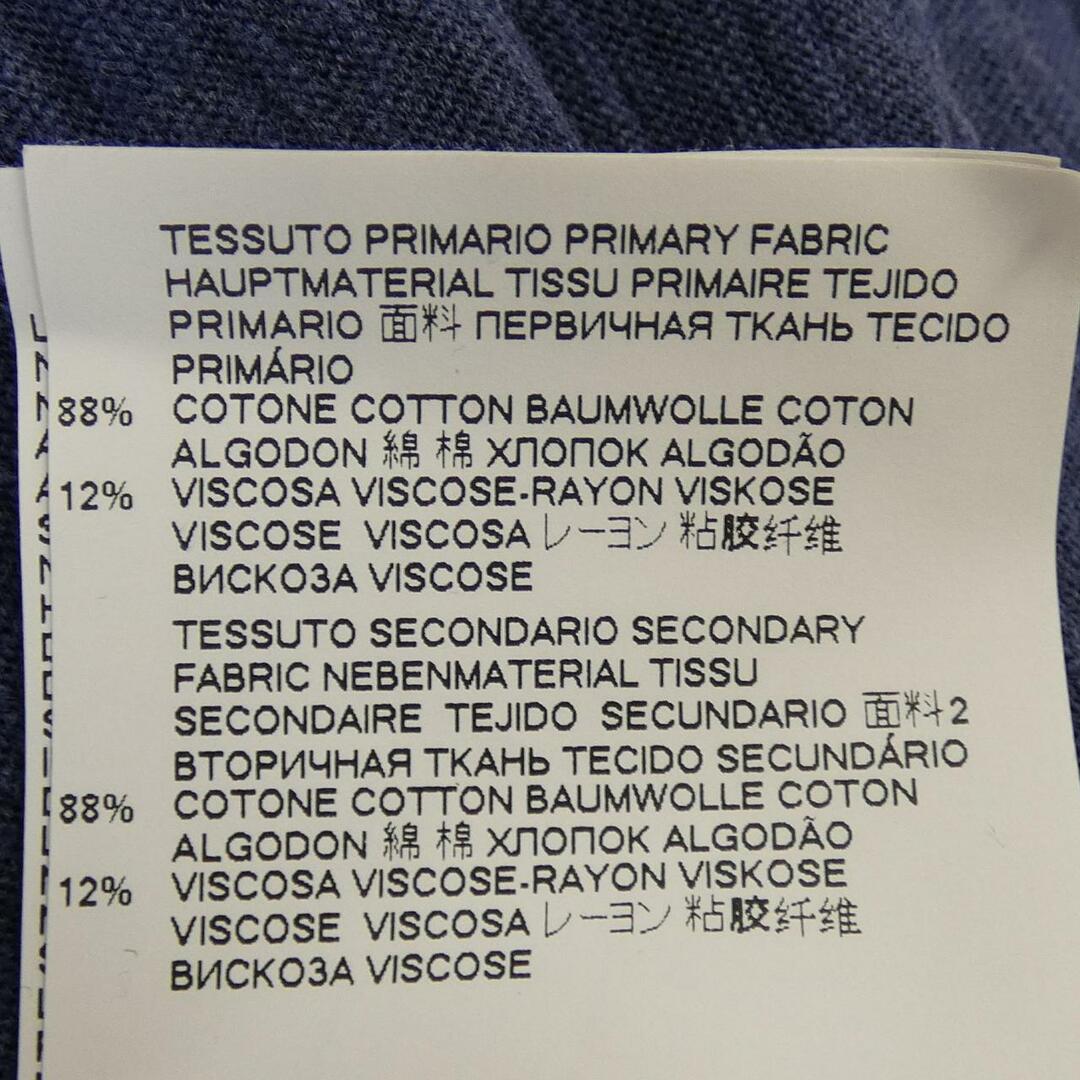 TESSUTO PRIMARIO PRIMARY FABRIC
HAUPTMATERIAL TISSU PRIMAIRE TEJIDO
PRIMARIO 面料 ПЕРВИЧНАЯ ТКАНЬ TECIDO
PRIMÁRIO
88% COTONE COTTON BAUMWOLLE COTON
ALGODON 綿 棉 ХЛОПОК ALGODÃO
12% VISCOSA VISCOSE-RAYON VISKOSE
VISCOSE VISCOSA レーヨン 粘胶纤维
ВИСКОЗА VISCOSE
TESSUTO SECONDARIO SECONDARY
FABRIC NEBENMATERIAL TISSU
SECONDAIRE TEJIDO SECUNDARIO 面料2
ВТОРИЧНАЯ ТКАНЬ TECIDO SECUNDÁRIO
88% COTONE COTTON BAUMWOLLE COTON
ALGODON 綿 棉 ХЛОПОК ALGODÃO
12% VISCOSA VISCOSE-RAYON VISKOSE
VISCOSE VISCOSA レーヨン 粘胶纤维
ВИСКОЗА VISCOSE